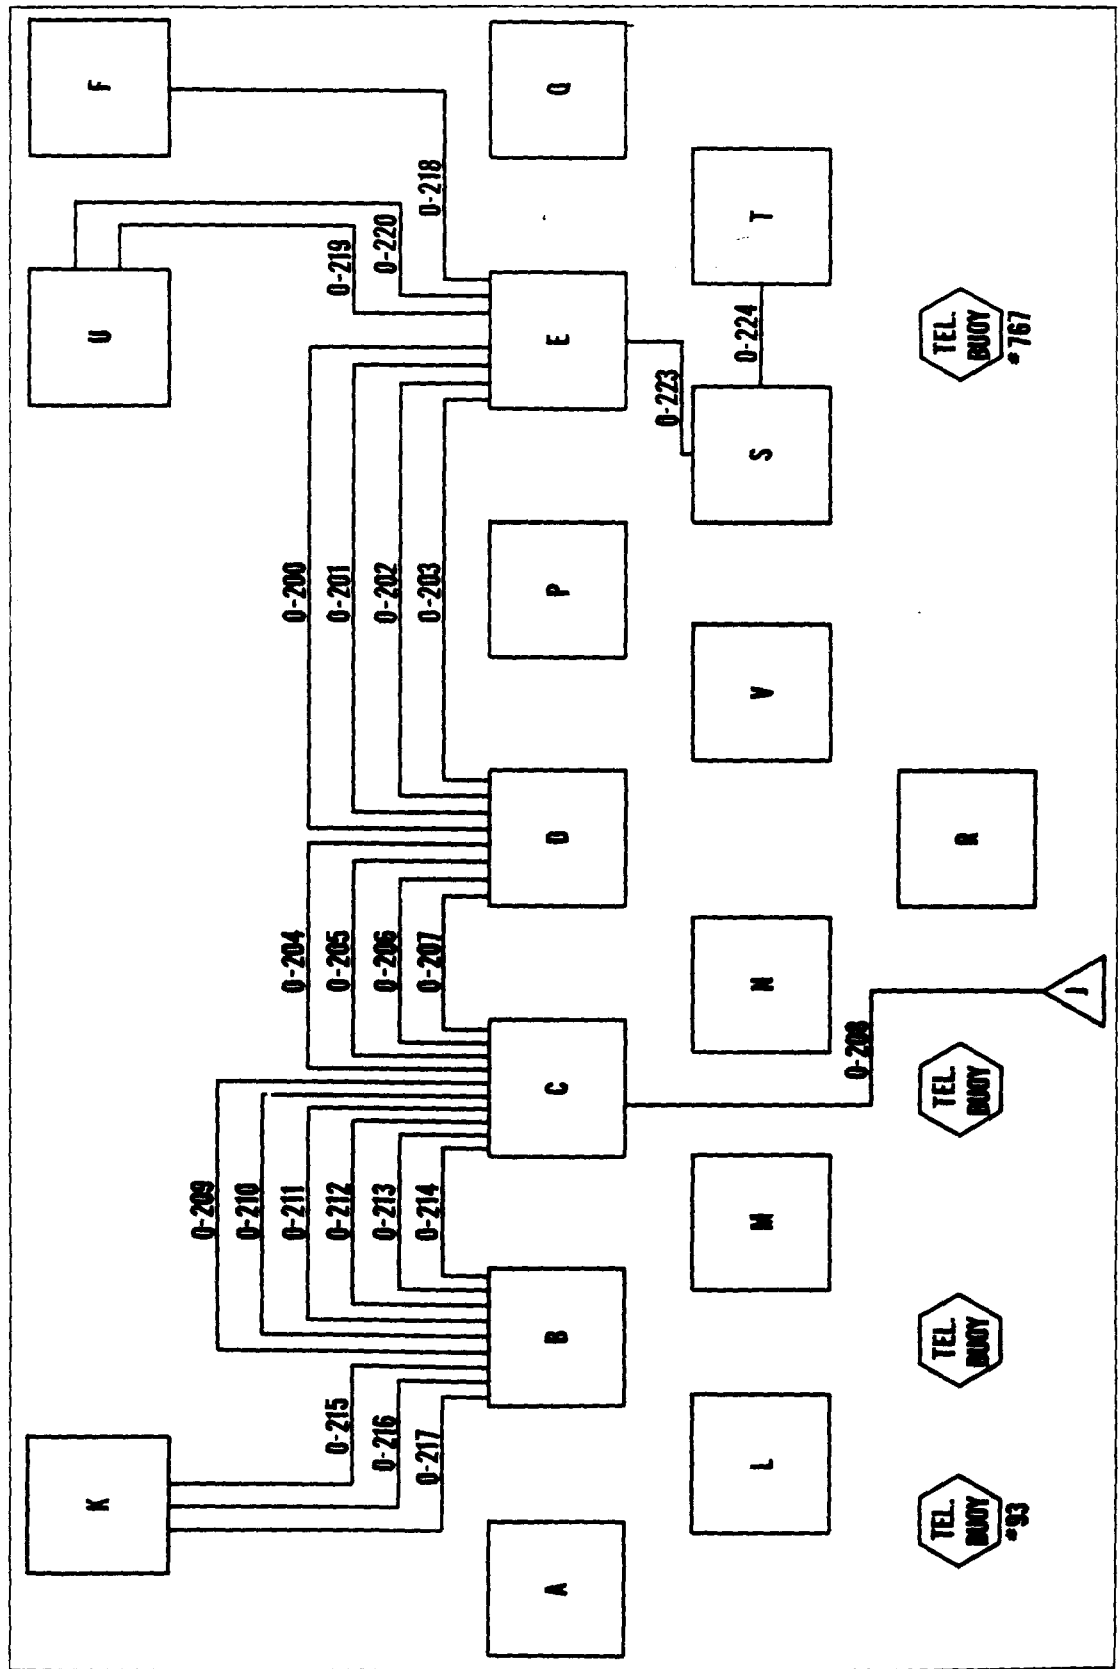 K
U
F
0-209
0-210
0-211
0-204
0-200
0-215
0-212
0-205
0-201
0-219
0-216
0-213
0-206
0-202
0-220
0-217
0-214
0-207
0-203
0-218
A
B
C
D
P
E
Q
0-223
0-224
L
M
N
V
S
T
0-208
TEL.
BUOY
#93
TEL.
BUOY
TEL.
BUOY
R
TEL.
BUOY
#767
J